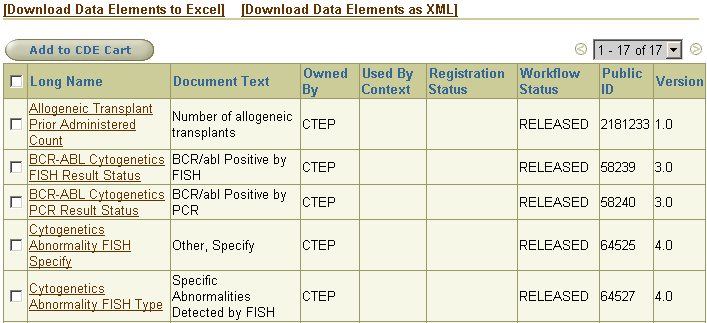 [Download Data Elements to Excel] [Download Data Elements as XML]
Add to CDE Cart 1 - 17 of 17
Long Name Document Text Owned By Used By Context Registration Status Workflow Status Public ID Version
Allogeneic Transplant Prior Administered Count Number of allogeneic transplants CTEP RELEASED 2181233 1.0
BCR-ABL Cytogenetics FISH Result Status BCR/abl Positive by FISH CTEP RELEASED 58239 3.0
BCR-ABL Cytogenetics PCR Result Status BCR/abl Positive by PCR CTEP RELEASED 58240 3.0
Cytogenetics Abnormality FISH Specify Other, Specify CTEP RELEASED 64525 4.0
Cytogenetics Abnormality FISH Type Specific Abnormalities Detected by FISH CTEP RELEASED 64527 4.0